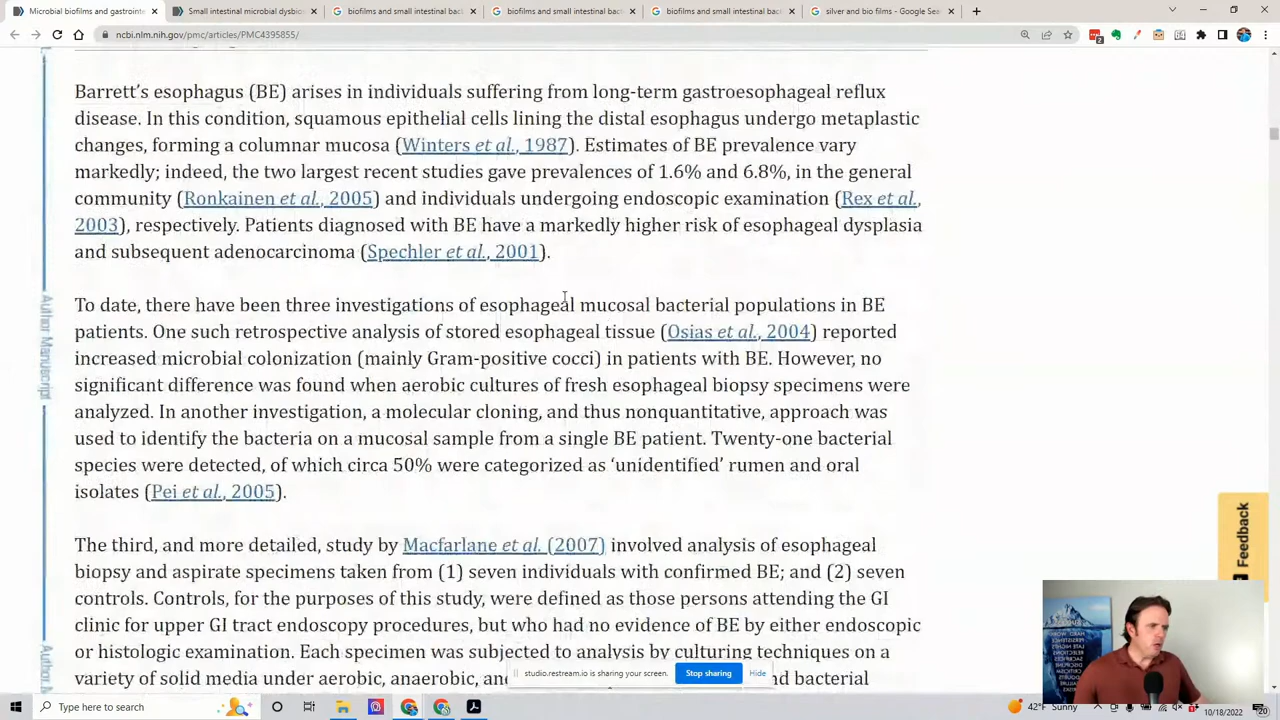 Microbial biofilms and gastroint
Small intestinal microbial dysbio
biofilms and small intestinal bac
biofilms and small intestinal bac
biofilms and small intestinal bac
silver and bio films - Google Sea
ncbi.nlm.nih.gov/pmc/articles/PMC4395855/
Barrett's esophagus (BE) arises in individuals suffering from long-term gastroesophageal reflux
disease. In this condition, squamous epithelial cells lining the distal esophagus undergo metaplastic
changes, forming a columnar mucosa (Winters et al., 1987). Estimates of BE prevalence vary
markedly; indeed, the two largest recent studies gave prevalences of 1.6% and 6.8%, in the general
community (Ronkainen et al., 2005) and individuals undergoing endoscopic examination (Rex et al.,
2003), respectively. Patients diagnosed with BE have a markedly higher risk of esophageal dysplasia
and subsequent adenocarcinoma (Spechler et al., 2001).
To date, there have been three investigations of esophageal mucosal bacterial populations in BE
patients. One such retrospective analysis of stored esophageal tissue (Osias et al., 2004) reported
increased microbial colonization (mainly Gram-positive cocci) in patients with BE. However, no
significant difference was found when aerobic cultures of fresh esophageal biopsy specimens were
analyzed. In another investigation, a molecular cloning, and thus nonquantitative, approach was
used to identify the bacteria on a mucosal sample from a single BE patient. Twenty-one bacterial
species were detected, of which circa 50% were categorized as 'unidentified' rumen and oral
isolates (Pei et al., 2005).
The third, and more detailed, study by Macfarlane et al. (2007) involved analysis of esophageal
biopsy and aspirate specimens taken from (1) seven individuals with confirmed BE; and (2) seven
controls. Controls, for the purposes of this study, were defined as those persons attending the GI
clinic for upper GI tract endoscopy procedures, but who had no evidence of BE by either endoscopic
or histologic examination. Each specimen was subjected to analysis by culturing techniques on a
variety of solid media under aerobic, anaerobic, and bacterial
Author Manuscript
Feedback
is sharing your screen.
Stop sharing
Hide
Type here to search
42°F Sunny
10/18/2022
20